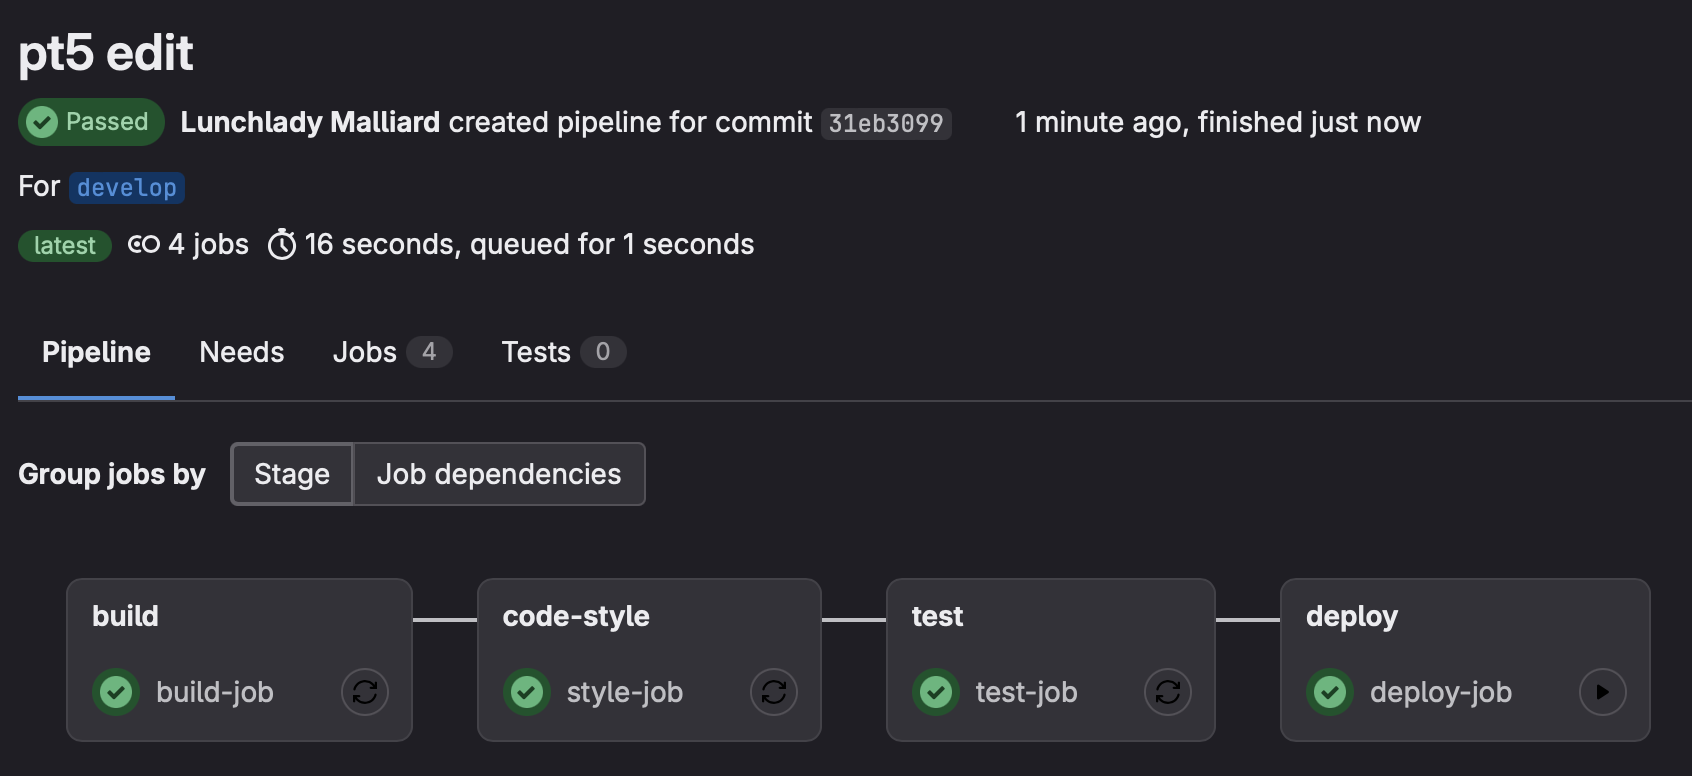 pt5 edit
Passed Lunchlady Malliard created pipeline for commit 31eb3099 1 minute ago, finished just now
For develop
latest 4 jobs 16 seconds, queued for 1 seconds
Pipeline Needs Jobs 4 Tests 0
Group jobs by Stage Job dependencies
build code-style test deploy
build-job style-job test-job deploy-job